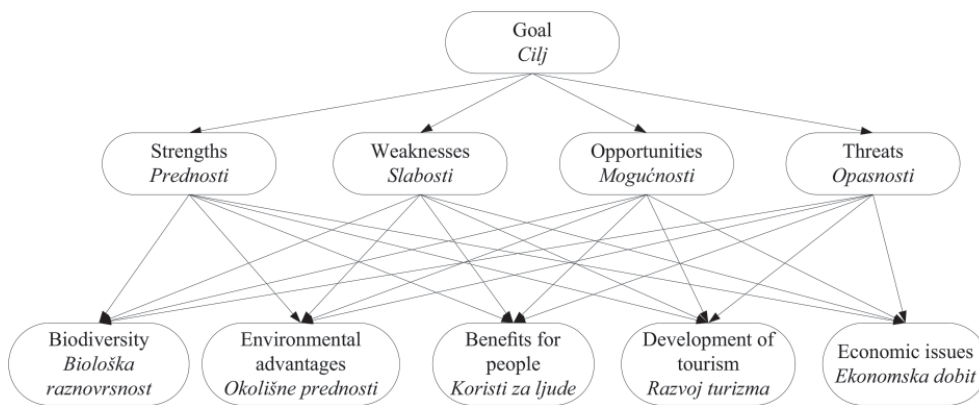 Goal
Cilj
Strengths
Prednosti
Weaknesses
Slabosti
Opportunities
Mogućnosti
Threats
Opasnosti
Biodiversity
Biološka
raznovrsnost
Environmental
advantages
Okolišne prednosti
Benefits for
people
Koristi za ljude
Development of
tourism
Razvoj turizma
Economic issues
Ekonomska dobit